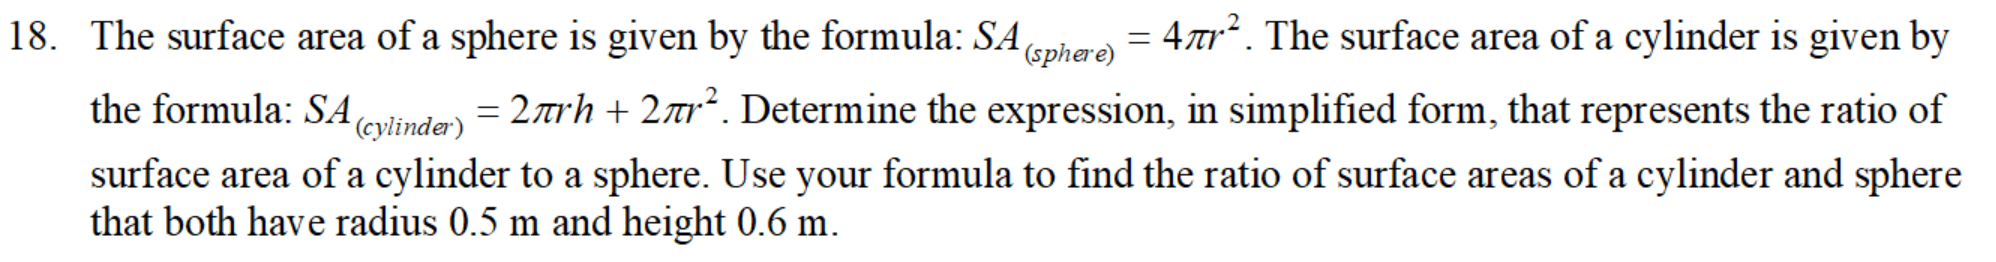 18. The surface area of a sphere is given by the formula: SA(sphere) = 4πr². The surface area of a cylinder is given by
the formula: SA(cylinder) = 2πrh + 2πr². Determine the expression, in simplified form, that represents the ratio of
surface area of a cylinder to a sphere. Use your formula to find the ratio of surface areas of a cylinder and sphere
that both have radius 0.5 m and height 0.6 m.